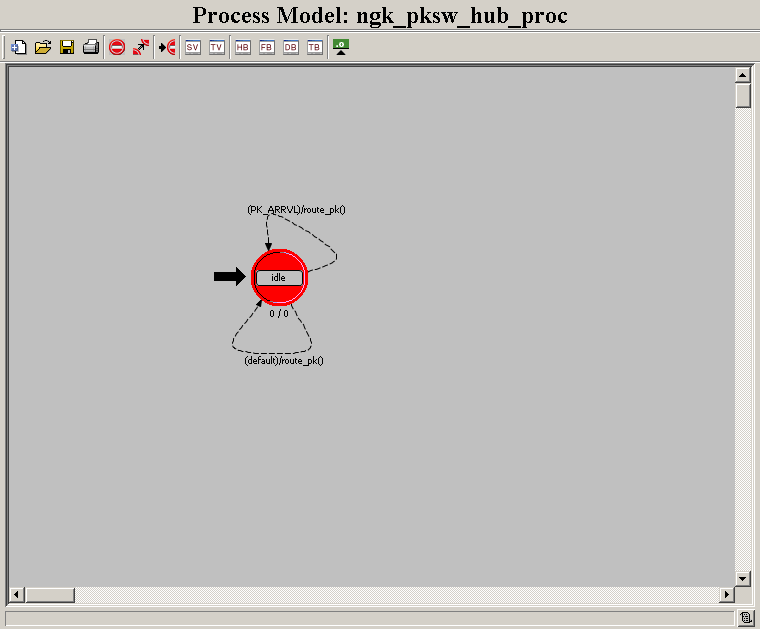 Process Model: ngk_pksw_hub_proc
SV TV HB FB DB TB
(PK_ARRVL)/route_pk()
idle
0 / 0
(default)/route_pk()